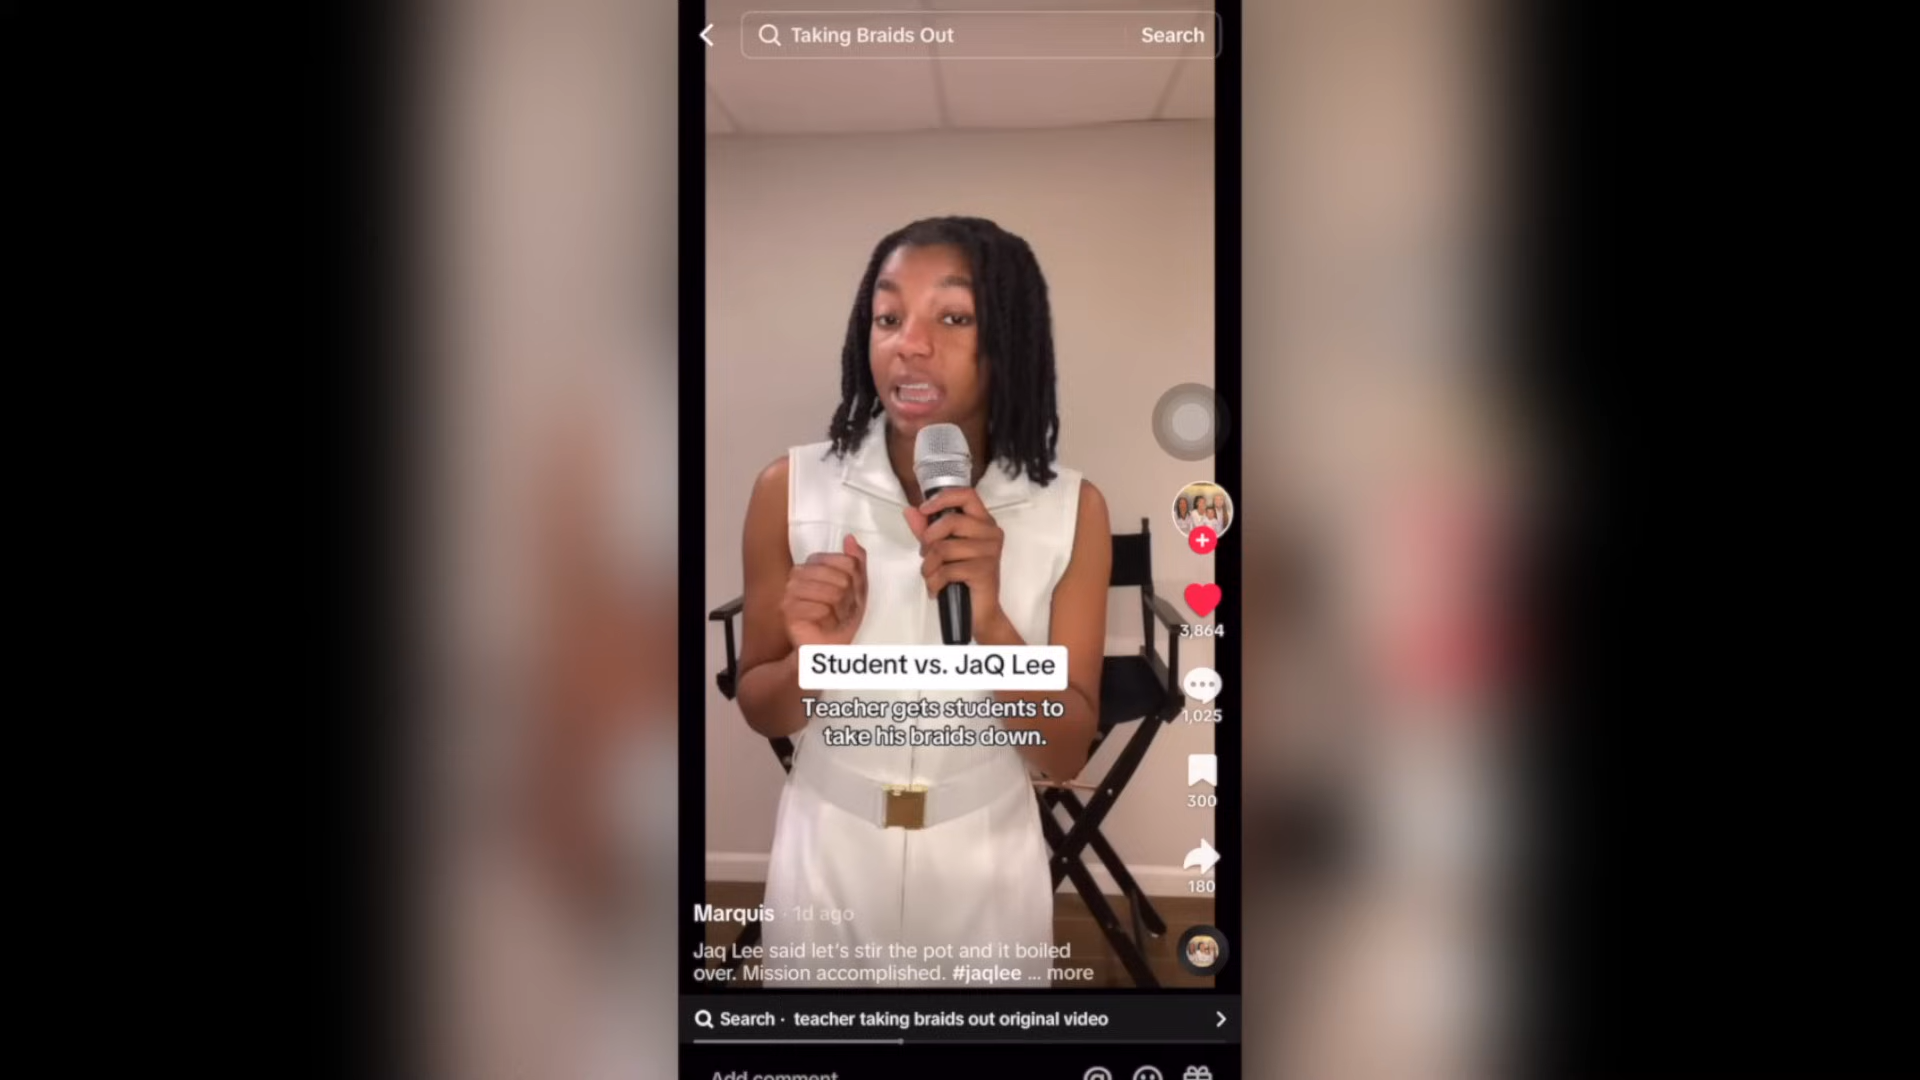 Taking Braids Out
Search
3,864
Student vs. JaQ Lee
Teacher gets students to
take his braids down.
1,025
300
180
Marquis · 1d ago
Jaq Lee said let's stir the pot and it boiled
over. Mission accomplished. #jaqlee ... more
Search · teacher taking braids out original video
Add comment